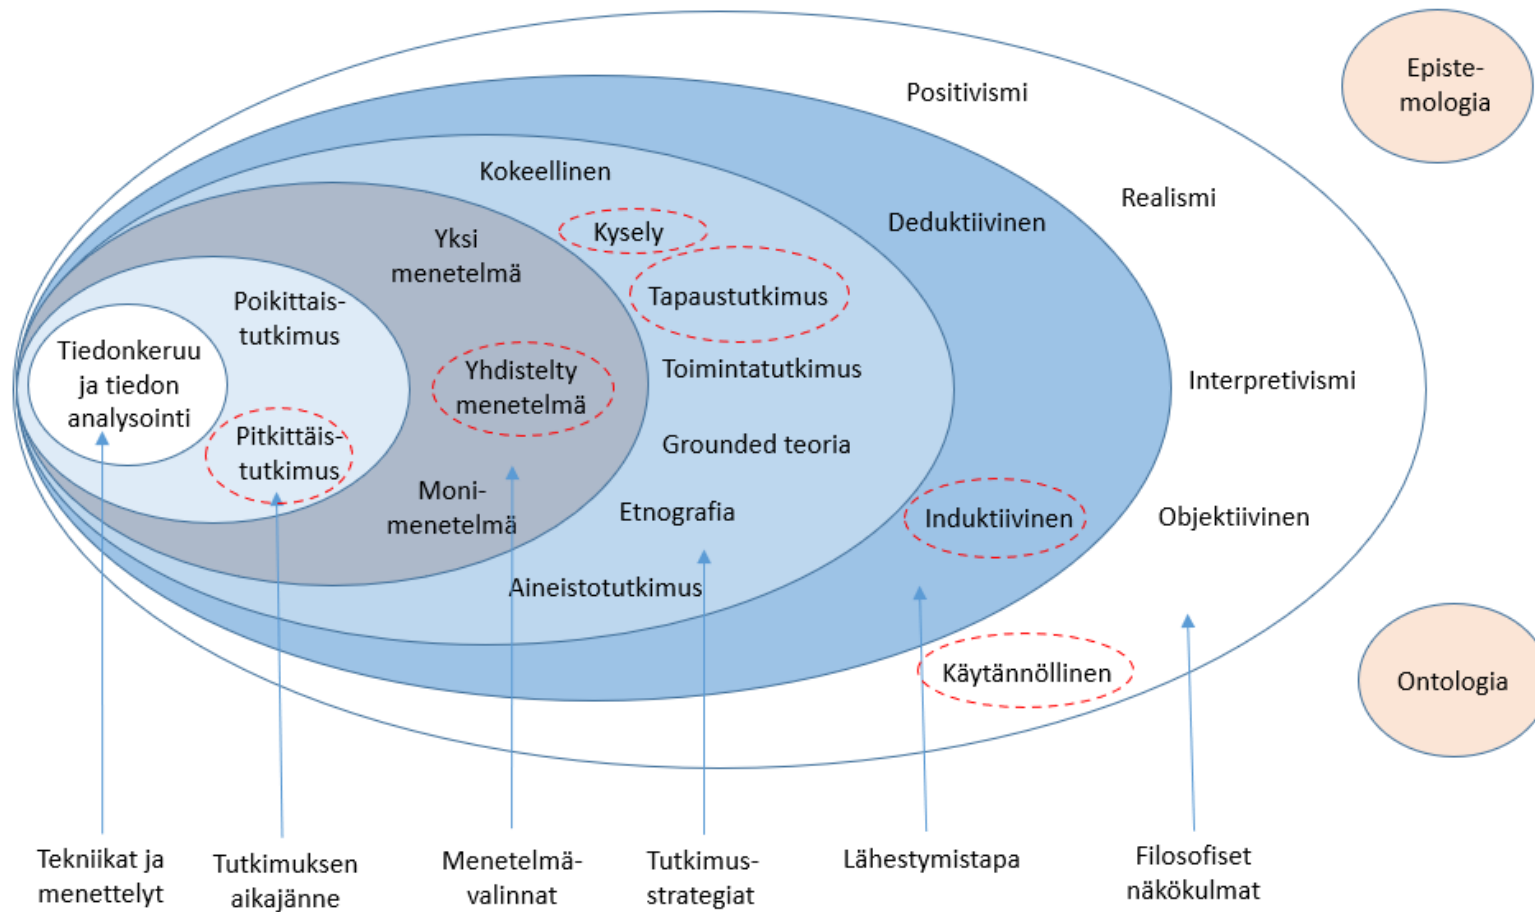 Positivismi
Episte-
mologia
Realismi
Interpretivismi
Objektiivinen
Käytännöllinen
Ontologia
Deduktiivinen
Induktiivinen
Kokeellinen
Kysely
Tapaustutkimus
Toimintatutkimus
Grounded teoria
Etnografia
Aineistotutkimus
Yksi
menetelmä
Yhdistelty
menetelmä
Moni-
menetelmä
Poikittais-
tutkimus
Pitkittäis-
tutkimus
Tiedonkeruu
ja tiedon
analysointi
Tekniikat ja
menettelyt
Tutkimuksen
aikajänne
Menetelmä-
valinnat
Tutkimus-
strategiat
Lähestymistapa
Filosofiset
näkökulmat